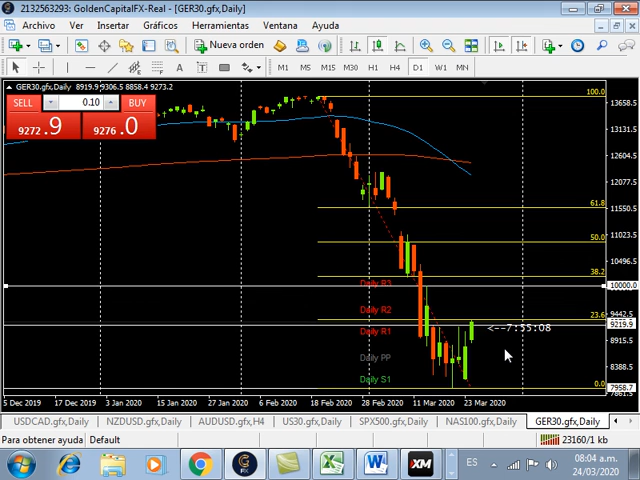 2132563293: GoldenCapitalFX-Real - [GER30.gfx,Daily]
Archivo Ver Insertar Gráficos Herramientas Ventana Ayuda
Nueva orden
A T M1 M5 M15 M30 H1 H4 D1 W1 MN
GER30.gfx,Daily 8919.9 9306.5 8858.4 9273.2
SELL 0.10 BUY
9272.9 9276.0
100.0
13658.5
13131.5
12604.5
12077.5
61.8
11550.5
50.0
11023.5
10496.5
38.2
Daily R3
10000.0
Daily R2
9442.5
23.6
9219.9
<--7:55:08
Daily R1
8915.5
Daily PP
8388.5
Daily S1
0.0
7958.7
7861.5
5 Dec 2019 17 Dec 2019 30 Dec 2019 14 Jan 2020 27 Jan 2020 6 Feb 2020 18 Feb 2020 28 Feb 2020 11 Mar 2020 23 Mar 2020
USDCAD.gfx,Daily NZDUSD.gfx,Daily AUDUSD.gfx,H4 US30.gfx,Daily SPX500.gfx,Daily NAS100.gfx,Daily GER30.gfx,Daily
Para obtener ayuda Default 23160/1 kb
FX XM ES 08:04 a.m.
24/03/2020